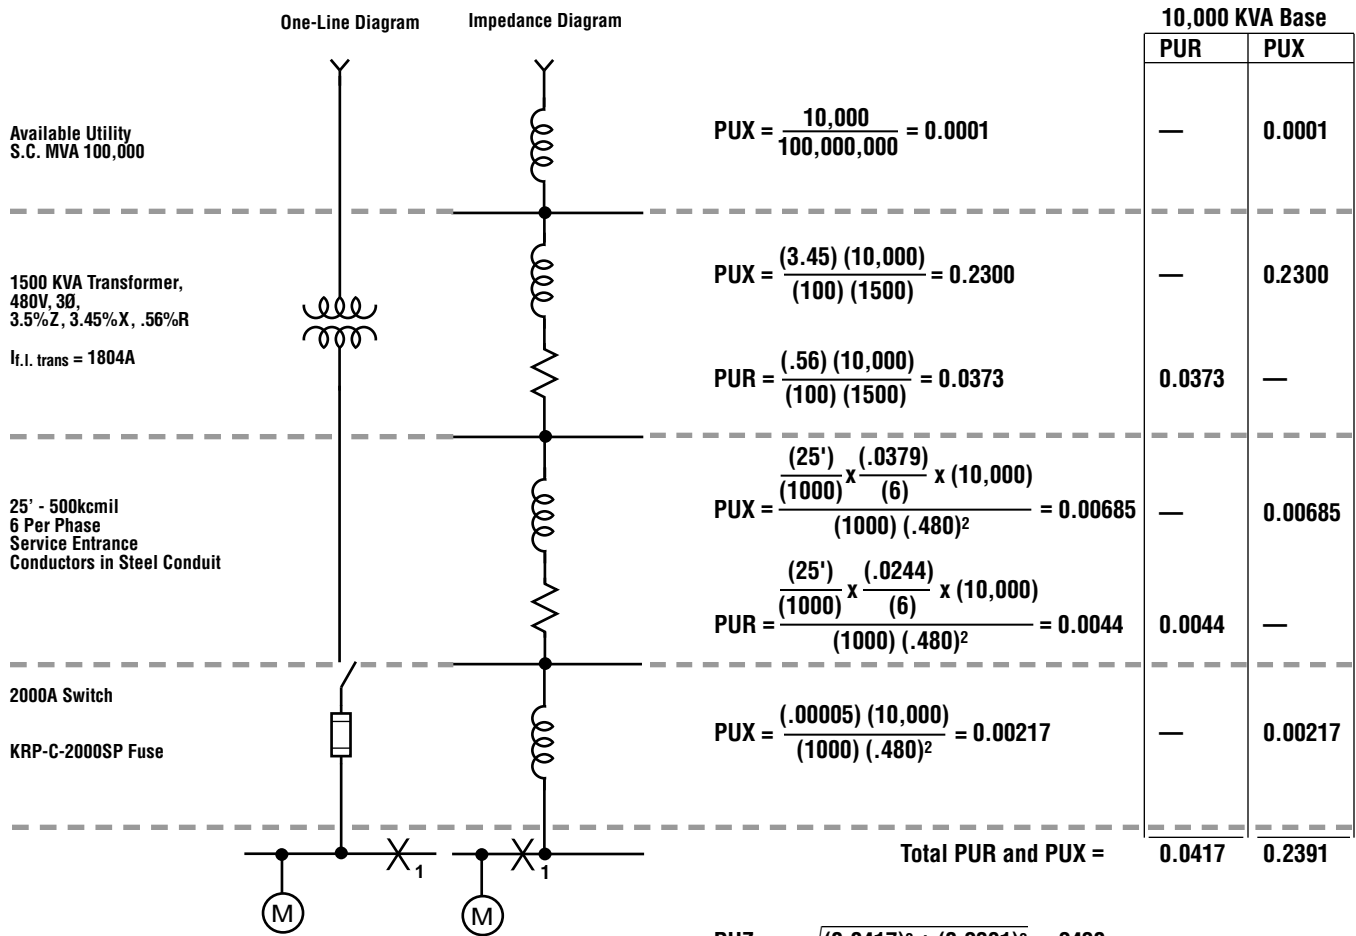 One-Line Diagram
Impedance Diagram
10,000 KVA Base
PUR PUX
Available Utility
S.C. MVA 100,000
PUX = 10,000 / 100,000,000 = 0.0001
— 0.0001
1500 KVA Transformer,
480V, 3Ø,
3.5%Z, 3.45%X, .56%R
If.l. trans = 1804A
PUX = (3.45) (10,000) / (100) (1500) = 0.2300
— 0.2300
PUR = (.56) (10,000) / (100) (1500) = 0.0373
0.0373 —
25' - 500kcmil
6 Per Phase
Service Entrance
Conductors in Steel Conduit
PUX = (25') / (1000) x (.0379) / (6) x (10,000) / (1000) (.480)² = 0.00685
— 0.00685
PUR = (25') / (1000) x (.0244) / (6) x (10,000) / (1000) (.480)² = 0.0044
0.0044 —
2000A Switch
KRP-C-2000SP Fuse
PUX = (.00005) (10,000) / (1000) (.480)² = 0.00217
— 0.00217
X1
X1
M
M
Total PUR and PUX = 0.0417 0.2391